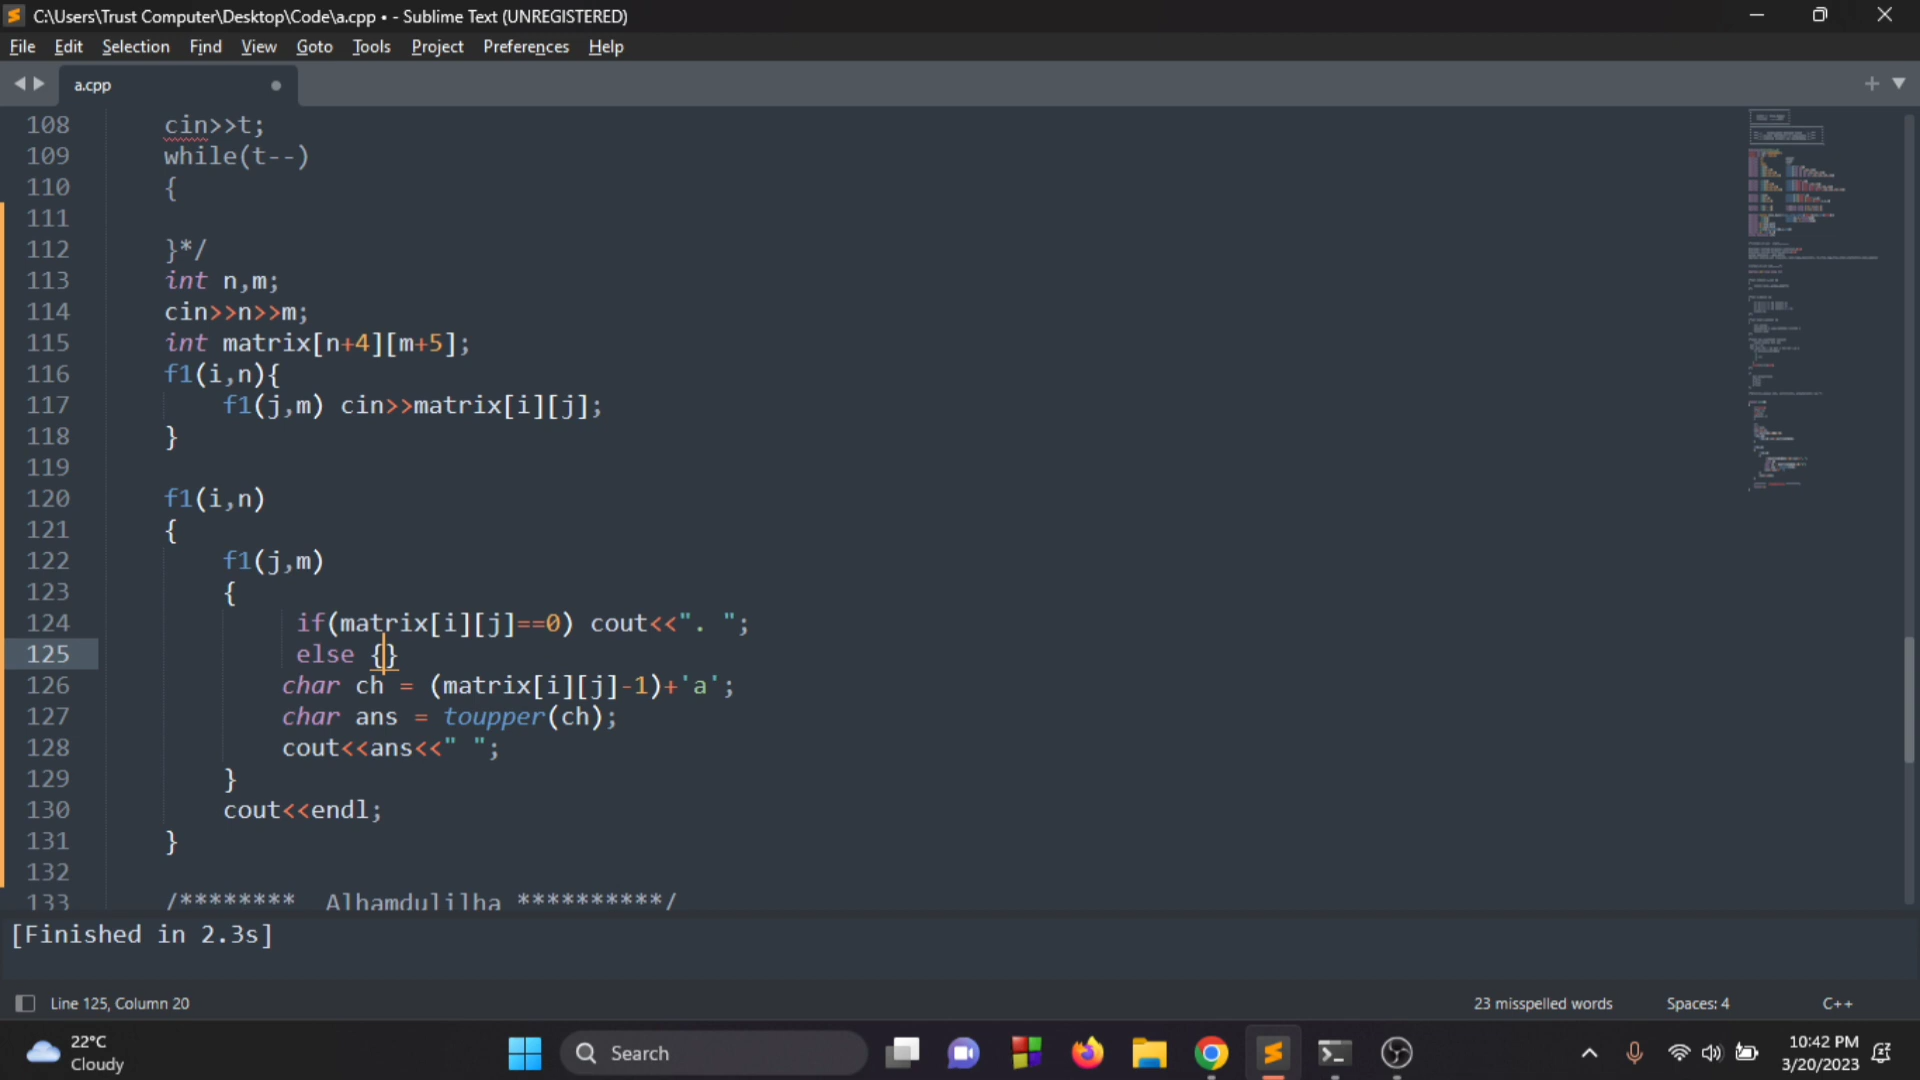 C:\Users\Trust Computer\Desktop\Code\a.cpp • - Sublime Text (UNREGISTERED)
File Edit Selection Find View Goto Tools Project Preferences Help
a.cpp
108 cin>>t;
109 while(t--)
110 {
111
112 }*/
113 int n,m;
114 cin>>n>>m;
115 int matrix[n+4][m+5];
116 f1(i,n){
117 f1(j,m) cin>>matrix[i][j];
118 }
119
120 f1(i,n)
121 {
122 f1(j,m)
123 {
124 if(matrix[i][j]==0) cout<<". ";
125 else {}
126 char ch = (matrix[i][j]-1)+'a';
127 char ans = toupper(ch);
128 cout<<ans<<" ";
129 }
130 cout<<endl;
131 }
132
133 /******** Alhamdulilha **********/
[Finished in 2.3s]
Line 125, Column 20 23 misspelled words Spaces: 4 C++
22°C
Cloudy
Search
10:42 PM
3/20/2023